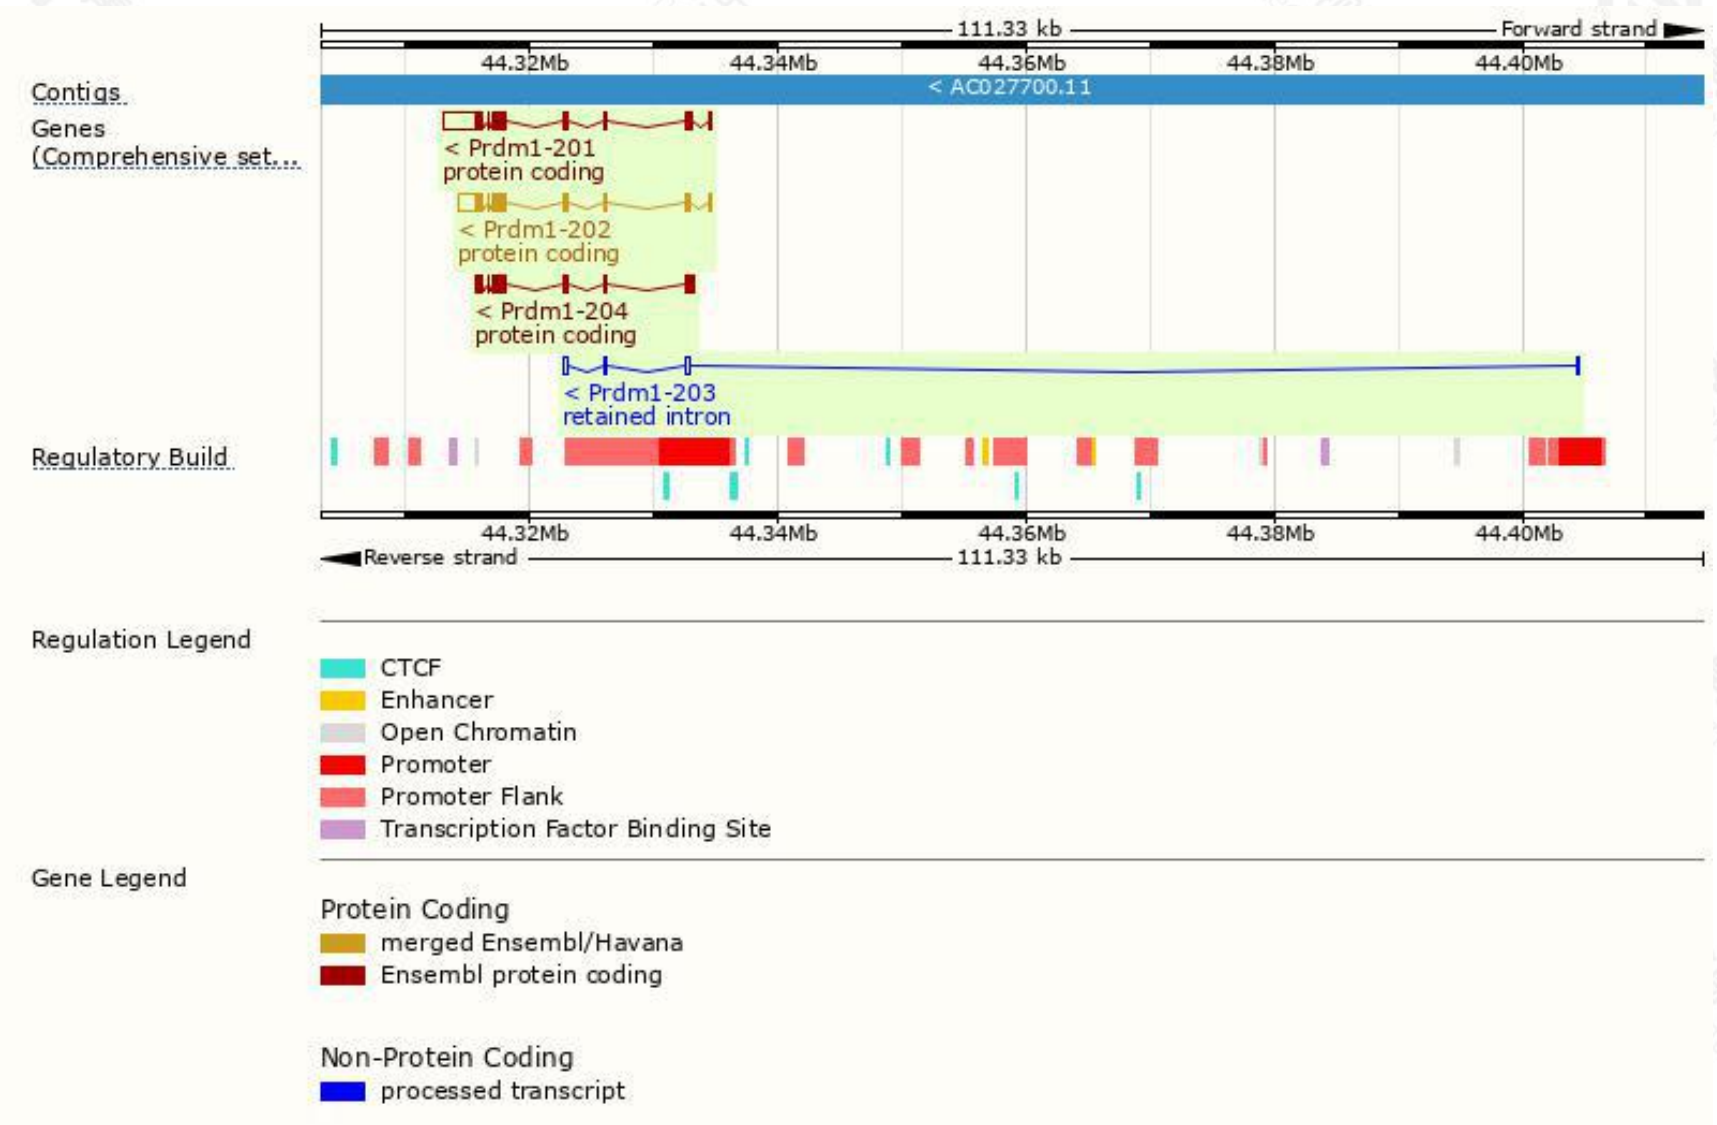 111.33 kb Forward strand
44.32Mb 44.34Mb 44.36Mb 44.38Mb 44.40Mb
Contigs < AC027700.11
Genes
(Comprehensive set...
< Prdm1-201
protein coding
< Prdm1-202
protein coding
< Prdm1-204
protein coding
< Prdm1-203
retained intron
Regulatory Build
44.32Mb 44.34Mb 44.36Mb 44.38Mb 44.40Mb
Reverse strand 111.33 kb
Regulation Legend
CTCF
Enhancer
Open Chromatin
Promoter
Promoter Flank
Transcription Factor Binding Site
Gene Legend
Protein Coding
merged Ensembl/Havana
Ensembl protein coding
Non-Protein Coding
processed transcript